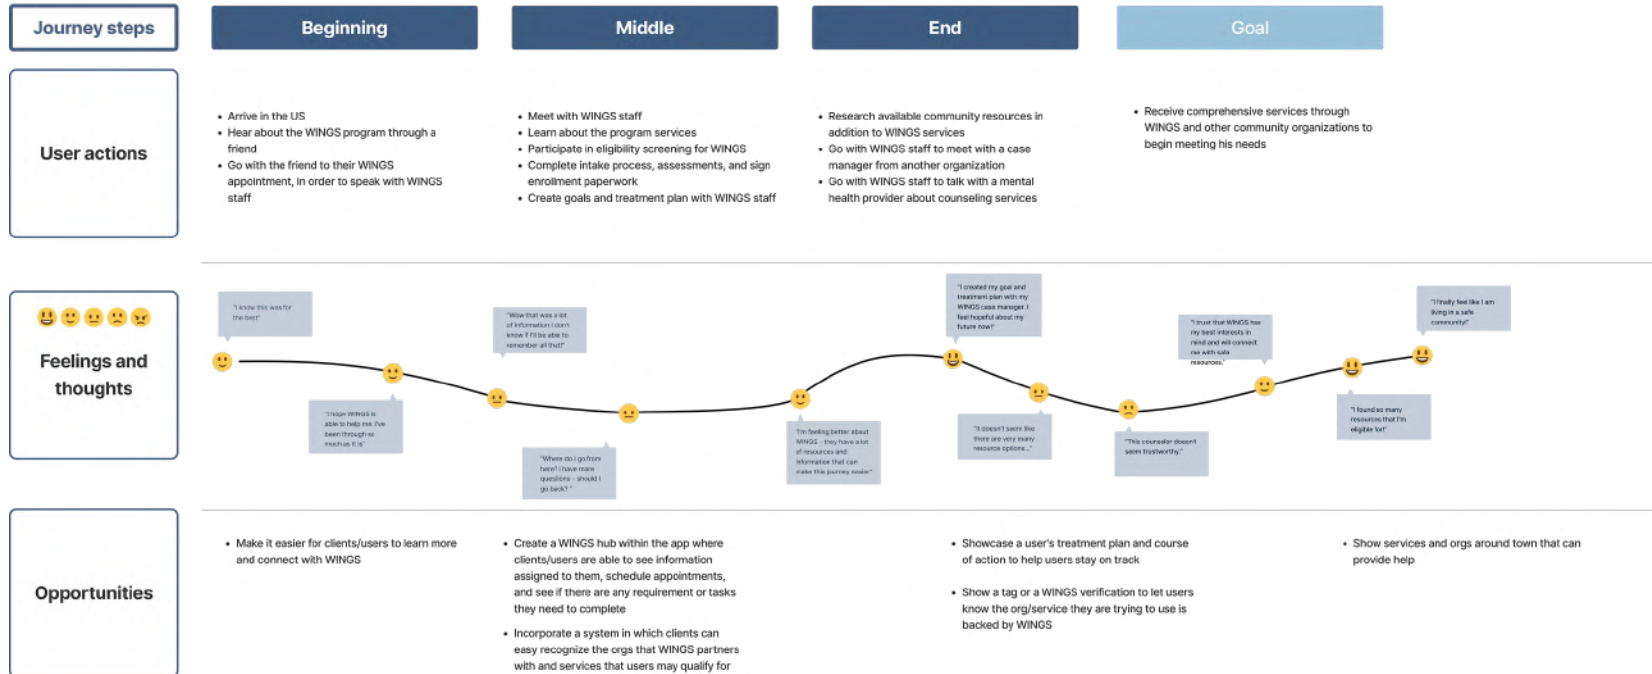 Journey steps
Beginning
Middle
End
Goal
User actions
• Arrive in the US
• Hear about the WINGS program through a
friend
• Go with the friend to their WINGS
appointment, in order to speak with WINGS
staff
• Meet with WINGS staff
• Learn about the program services
• Participate in eligibility screening for WINGS
• Complete intake process, assessments, and sign
enrollment paperwork
• Create goals and treatment plan with WINGS staff
• Research available community resources in
addition to WINGS services
• Go with WINGS staff to meet with a case
manager from another organization
• Go with WINGS staff to talk with a mental
health provider about counseling services
• Receive comprehensive services through
WINGS and other community organizations to
begin meeting his needs
Feelings and
thoughts
"I know this was for
the best"
"I hope WINGS is
able to help me. I've
been through so
much as it is"
"Wow that was a lot
of information I don't
know if I'll be able to
remember all that!"
"Where do I go from
here? I have more
questions - should I
go back? "
"I'm feeling better about
WINGS - they have a lot
of resources and
information that can
make this journey easier"
"I created my goal and
treatment plan with my
WINGS case manager. I
feel hopeful about my
future now!"
"It doesn't seem like
there are very many
resource options..."
"This counselor doesn't
seem trustworthy."
"I trust that WINGS has
my best interests in
mind and will connect
me with safe
resources."
"I found so many
resources that I'm
eligible for!"
"I finally feel like I am
living in a safe
community!"
Opportunities
• Make it easier for clients/users to learn more
and connect with WINGS
• Create a WINGS hub within the app where
clients/users are able to see information
assigned to them, schedule appointments,
and see if there are any requirement or tasks
they need to complete
• Incorporate a system in which clients can
easy recognize the orgs that WINGS partners
with and services that users may qualify for
• Showcase a user's treatment plan and course
of action to help users stay on track
• Show a tag or a WINGS verification to let users
know the org/service they are trying to use is
backed by WINGS
• Show services and orgs around town that can
provide help